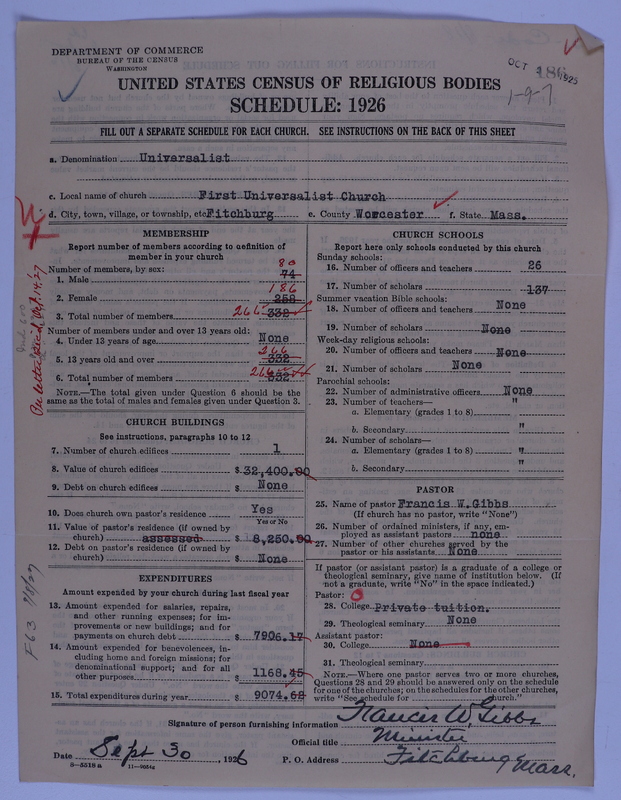 DEPARTMENT OF COMMERCE
BUREAU OF THE CENSUS
WASHINGTON
OCT 1925
186
1-9-7
UNITED STATES CENSUS OF RELIGIOUS BODIES
SCHEDULE: 1926
FILL OUT A SEPARATE SCHEDULE FOR EACH CHURCH. SEE INSTRUCTIONS ON THE BACK OF THIS SHEET
a. Denomination Universalist
c. Local name of church First Universalist Church
d. City, town, village, or township, etc. Fitchburg e. County Worcester f. State Mass.
MEMBERSHIP
Report number of members according to definition of
member in your church
Number of members, by sex:
80
1. Male 74
186
2. Female 258
3. Total number of members 266 332
Number of members under and over 13 years old:
4. Under 13 years of age None
266
5. 13 years old and over 332
6. Total number of members 266 332
NOTE.—The total given under Question 6 should be
same as the total of males and females given under Question 3.
CHURCH BUILDINGS
See instructions, paragraphs 10 to 12
7. Number of church edifices 1
8. Value of church edifices $ 32,400.00
9. Debt on church edifices $ None
10. Does church own pastor's residence Yes
Yes or No
11. Value of pastor's residence (if owned by
church) assessed $ 8,250.00
12. Debt on pastor's residence (if owned by
church) $ None
EXPENDITURES
Amount expended by your church during last fiscal year
13. Amount expended for salaries, repairs,
and other running expenses; for im-
provements or new buildings; and for
payments on church debt $ 7906.17
14. Amount expended for benevolences, in-
cluding home and foreign missions; for
denominational support; and for all
other purposes $ 1168.45
15. Total expenditures during year $ 9074.62
CHURCH SCHOOLS
Report here only schools conducted by this church
Sunday schools:
16. Number of officers and teachers 26
17. Number of scholars 137
Summer vacation Bible schools:
18. Number of officers and teachers None
19. Number of scholars None
Week-day religious schools:
20. Number of officers and teachers None
21. Number of scholars None
Parochial schools:
22. Number of administrative officers None
23. Number of teachers—
a. Elementary (grades 1 to 8) "
b. Secondary "
24. Number of scholars—
a. Elementary (grades 1 to 8) "
b. Secondary "
PASTOR
25. Name of pastor Francis W. Gibbs
(If church has no pastor, write "None")
26. Number of ordained ministers, if any, em-
ployed as assistant pastors none
27. Number of other churches served by the
pastor or his assistants None
If pastor (or assistant pastor) is a graduate of a college or
theological seminary, give name of institution below. (If
not a graduate, write "No" in the space indicated.)
Pastor:
28. College Private tuition.
29. Theological seminary None
Assistant pastor:
30. College None
31. Theological seminary
NOTE.—Where one pastor serves two or more churches,
Questions 28 and 29 should be answered only on the schedule
for one of the churches; on the schedules for the other churches,
write "See schedule for church."
Signature of person furnishing information Francis W. Gibbs
Official title Minister
Date Sept 30, 1926 P. O. Address Fitchburg Mass.
8—5518 a